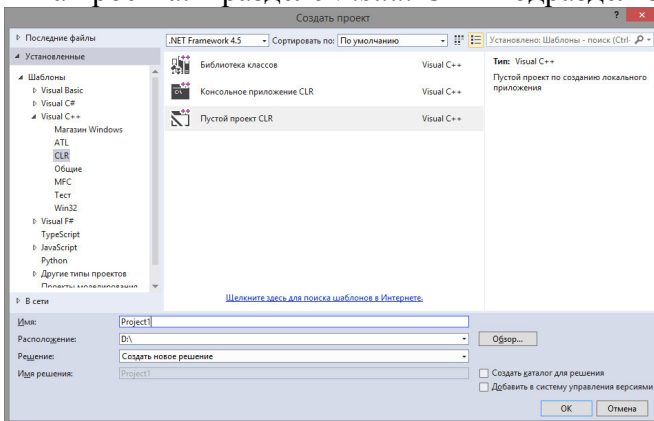 Создать проект
? ×
Последние файлы
.NET Framework 4.5
Сортировать по: По умолчанию
Установлено: Шаблоны - поиск (Ctrl-
Установленные
Шаблоны
Visual Basic
Visual C#
Visual C++
Магазин Windows
ATL
CLR
Общие
MFC
Тест
Win32
Visual F#
TypeScript
JavaScript
Python
Другие типы проектов
Проекты моделирования
В сети
Библиотека классов Visual C++
Консольное приложение CLR Visual C++
Пустой проект CLR Visual C++
Щелкните здесь для поиска шаблонов в Интернете.
Тип: Visual C++
Пустой проект по созданию локального
приложения
Имя: Project1
Расположение: D:\
Обзор...
Решение: Создать новое решение
Имя решения: Project1
Создать каталог для решения
Добавить в систему управления версиями
OK Отмена